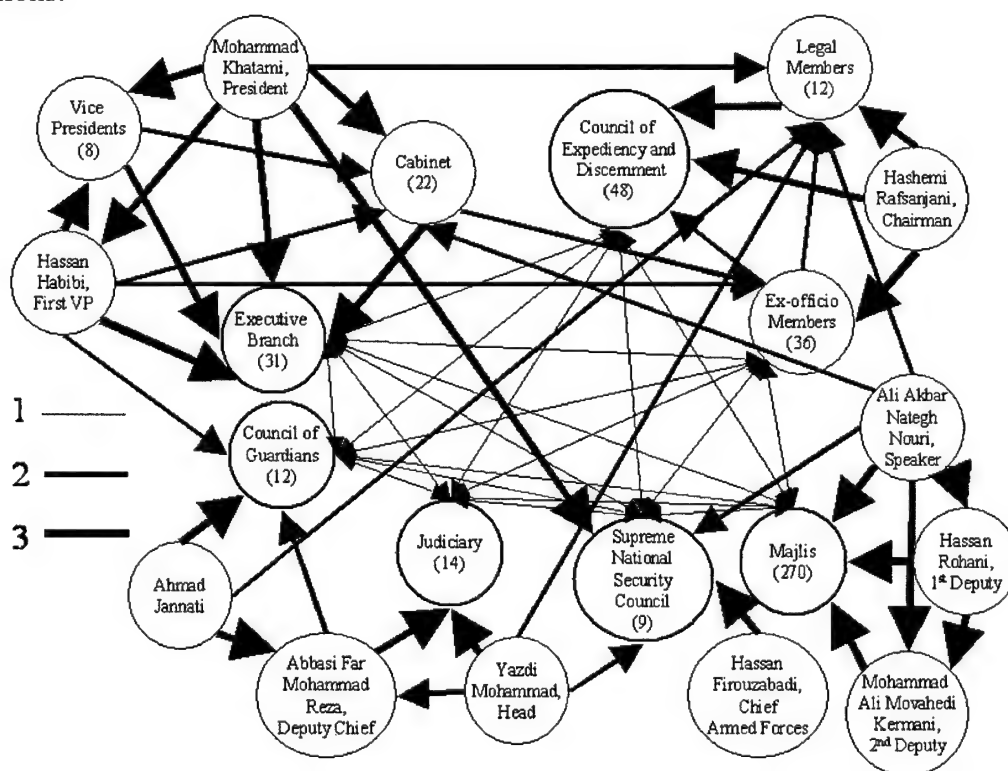 Mohammad
Khatami,
President
Legal
Members
(12)
Vice
Presidents
(8)
Council of
Expediency and
Discernment
(48)
Cabinet
(22)
Hashemi
Rafsanjani,
Chairman
Hassan
Habibi,
First VP
Executive
Branch
(31)
Ex-officio
Members
(36)
1
Ali Akbar
Nategh
Nouri,
Speaker
Council of
Guardians
(12)
2
3
Judiciary
(14)
Supreme
National
Security
Council
(9)
Majlis
(270)
Hassan
Rohani,
1st Deputy
Ahmad
Jannati
Abbasi Far
Mohammad
Reza,
Deputy Chief
Yazdi
Mohammad,
Head
Hassan
Firouzabadi,
Chief
Armed Forces
Mohammad
Ali Movahedi
Kermani,
2nd Deputy